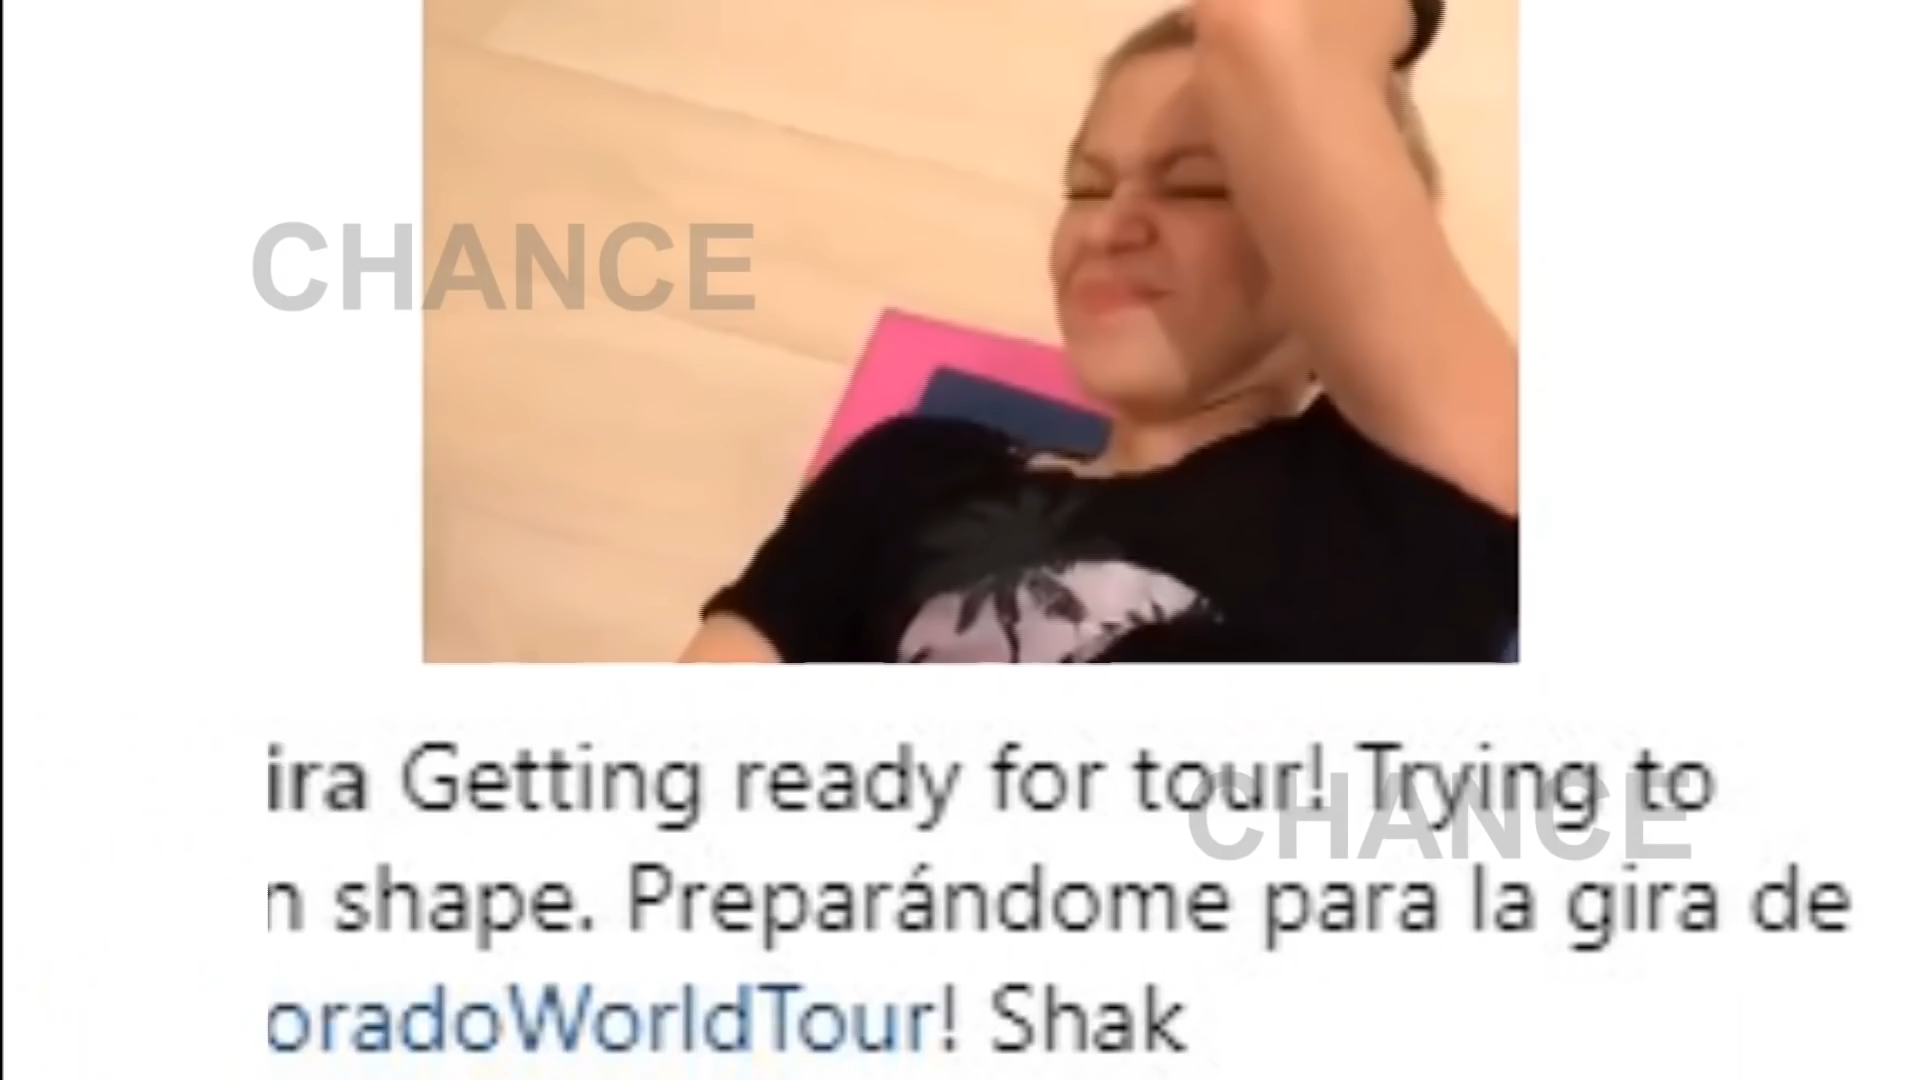 CHANCE
ira Getting ready for tour! Trying to
CHANCE
n shape. Preparándome para la gira de
oradoWorldTour! Shak